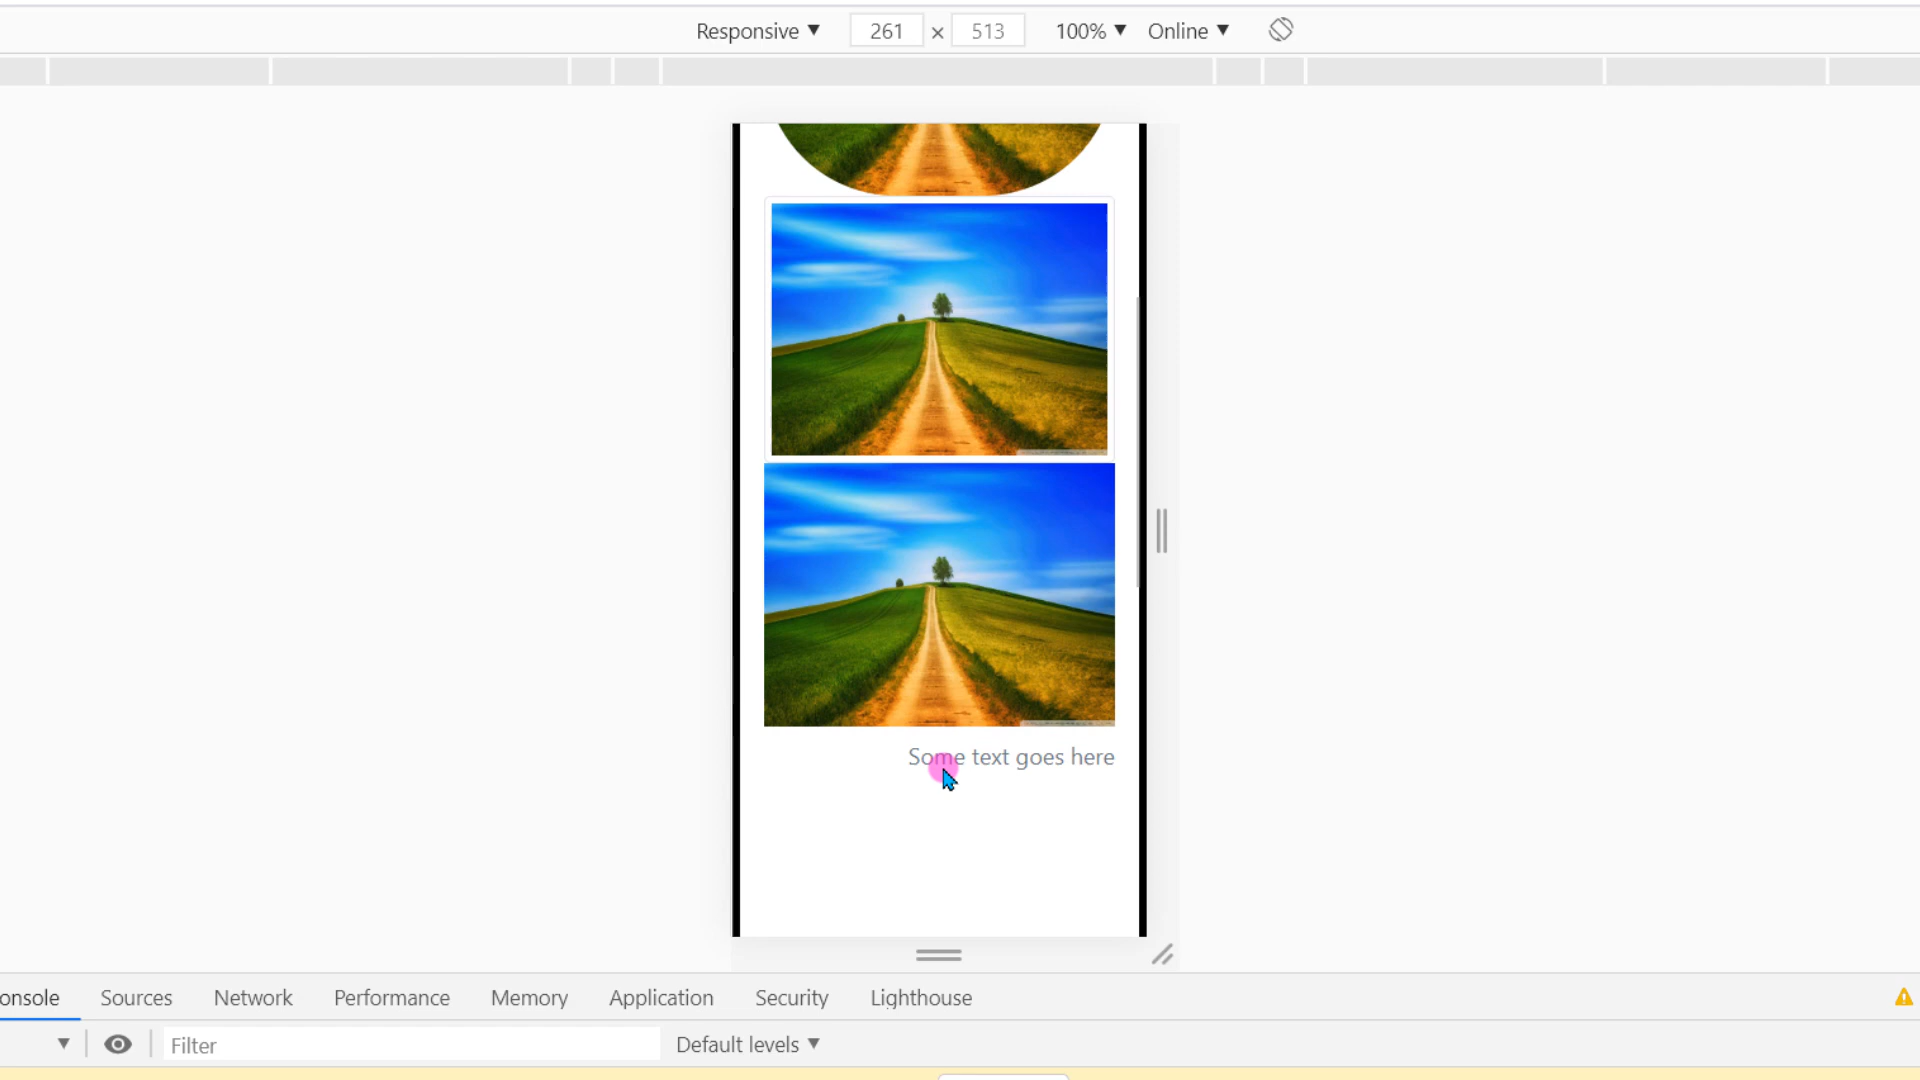 Responsive ▼ 261 × 513 100% ▼ Online ▼
Some text goes here
onsole Sources Network Performance Memory Application Security Lighthouse
▼ Filter Default levels ▼